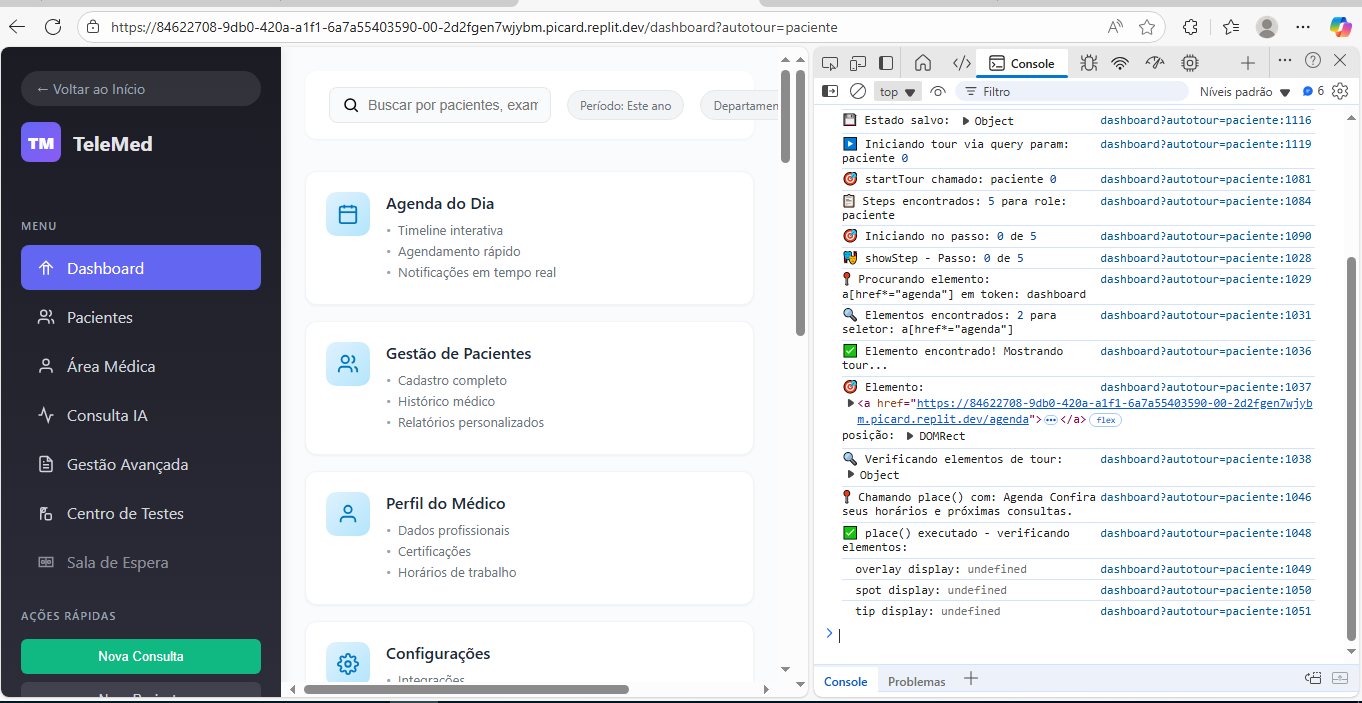 https://84622708-9db0-420a-a1f1-6a7a55403590-00-2d2fgen7wjybm.picard.replit.dev/dashboard?autotour=paciente
← Voltar ao Início
TM TeleMed
MENU
Dashboard
Pacientes
Área Médica
Consulta IA
Gestão Avançada
Centro de Testes
Sala de Espera
AÇÕES RÁPIDAS
Nova Consulta
Buscar por pacientes, exam
Período: Este ano
Departamen
Agenda do Dia
• Timeline interativa
• Agendamento rápido
• Notificações em tempo real
Gestão de Pacientes
• Cadastro completo
• Histórico médico
• Relatórios personalizados
Perfil do Médico
• Dados profissionais
• Certificações
• Horários de trabalho
Configurações
• Integrações
Console
top
Filtro
Níveis padrão
6
Estado salvo: Object dashboard?autotour=paciente:1116
Iniciando tour via query param: dashboard?autotour=paciente:1119
paciente 0
startTour chamado: paciente 0 dashboard?autotour=paciente:1081
Steps encontrados: 5 para role: dashboard?autotour=paciente:1084
paciente
Iniciando no passo: 0 de 5 dashboard?autotour=paciente:1090
showStep - Passo: 0 de 5 dashboard?autotour=paciente:1028
Procurando elemento: dashboard?autotour=paciente:1029
a[href*="agenda"] em token: dashboard
Elementos encontrados: 2 para dashboard?autotour=paciente:1031
seletor: a[href*="agenda"]
Elemento encontrado! Mostrando dashboard?autotour=paciente:1036
tour...
Elemento: dashboard?autotour=paciente:1037
<a href="https://84622708-9db0-420a-a1f1-6a7a55403590-00-2d2fgen7wjyb
m.picard.replit.dev/agenda">…</a> flex
posição: DOMRect
Verificando elementos de tour: dashboard?autotour=paciente:1038
Object
Chamando place() com: Agenda Confira dashboard?autotour=paciente:1046
seus horários e próximas consultas.
place() executado - verificando dashboard?autotour=paciente:1048
elementos:
overlay display: undefined dashboard?autotour=paciente:1049
spot display: undefined dashboard?autotour=paciente:1050
tip display: undefined dashboard?autotour=paciente:1051
>
Console
Problemas